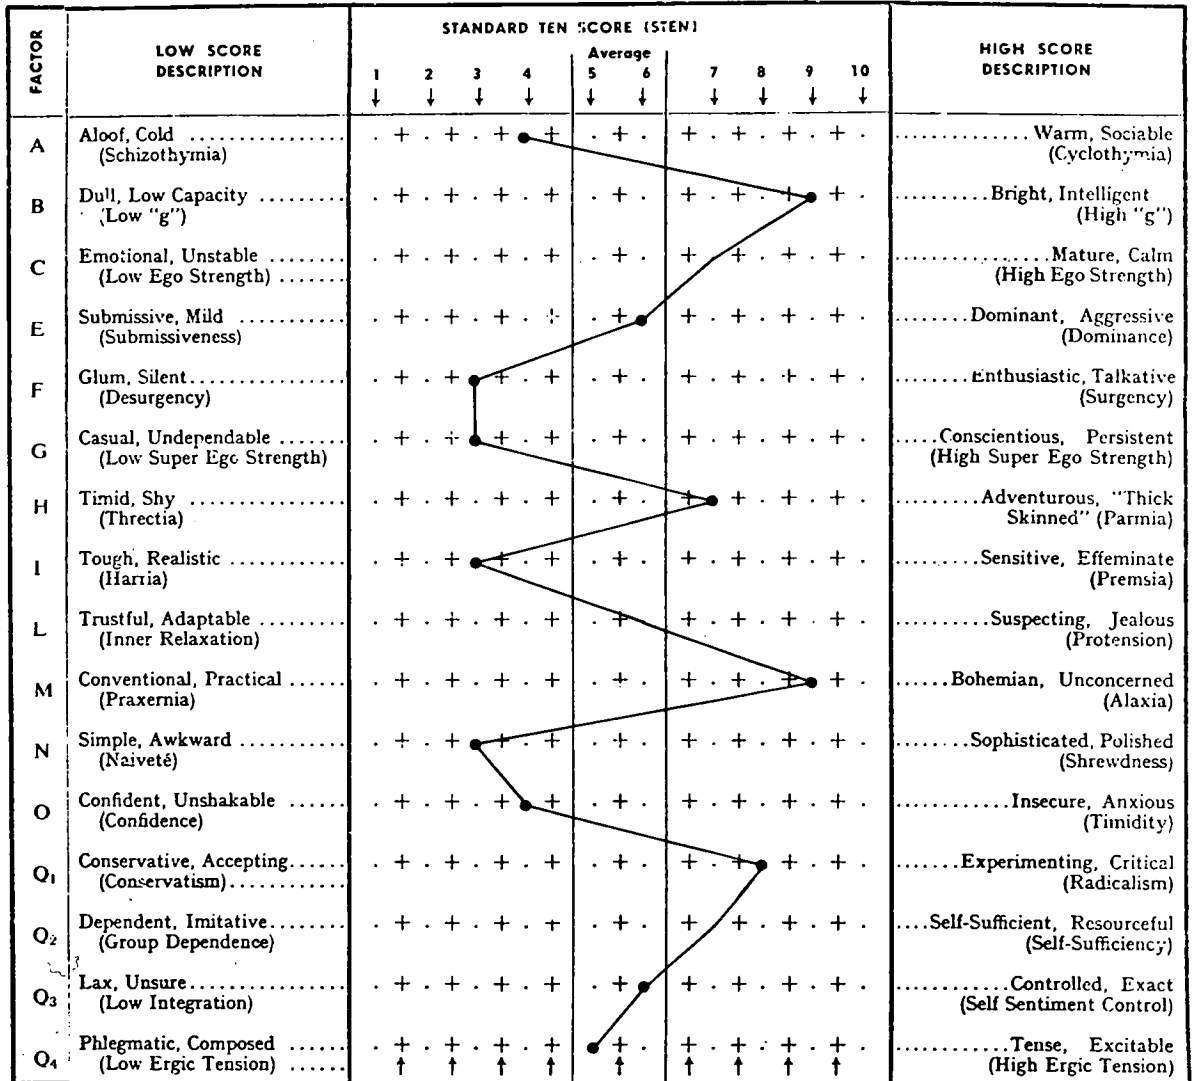 FACTOR
LOW SCORE
DESCRIPTION
STANDARD TEN SCORE (STEN)
Average
1 2 3 4 5 6 7 8 9 10
HIGH SCORE
DESCRIPTION
A Aloof, Cold .......... Warm, Sociable
(Schizothymia) (Cyclothymia)
B Dull, Low Capacity .......... Bright, Intelligent
(Low "g") (High "g")
C Emotional, Unstable .......... Mature, Calm
(Low Ego Strength) ...... (High Ego Strength)
E Submissive, Mild .......... Dominant, Aggressive
(Submissiveness) (Dominance)
F Glum, Silent .......... Enthusiastic, Talkative
(Desurgency) (Surgency)
G Casual, Undependable ....... Conscientious, Persistent
(Low Super Ego Strength) (High Super Ego Strength)
H Timid, Shy .......... Adventurous, "Thick
(Threctia) Skinned" (Parmia)
I Tough, Realistic .......... Sensitive, Effeminate
(Harria) (Premsia)
L Trustful, Adaptable .......... Suspecting, Jealous
(Inner Relaxation) (Protension)
M Conventional, Practical ...... Bohemian, Unconcerned
(Praxernia) (Alaxia)
N Simple, Awkward .......... Sophisticated, Polished
(Naiveté) (Shrewdness)
O Confident, Unshakable ....... Insecure, Anxious
(Confidence) (Timidity)
Q1 Conservative, Accepting...... Experimenting, Critical
(Conservatism)........... (Radicalism)
Q2 Dependent, Imitative........ Self-Sufficient, Resourceful
(Group Dependence) (Self-Sufficiency)
Q3 Lax, Unsure.......... Controlled, Exact
(Low Integration) (Self Sentiment Control)
Q4 Phlegmatic, Composed ....... Tense, Excitable
(Low Ergic Tension) ...... (High Ergic Tension)